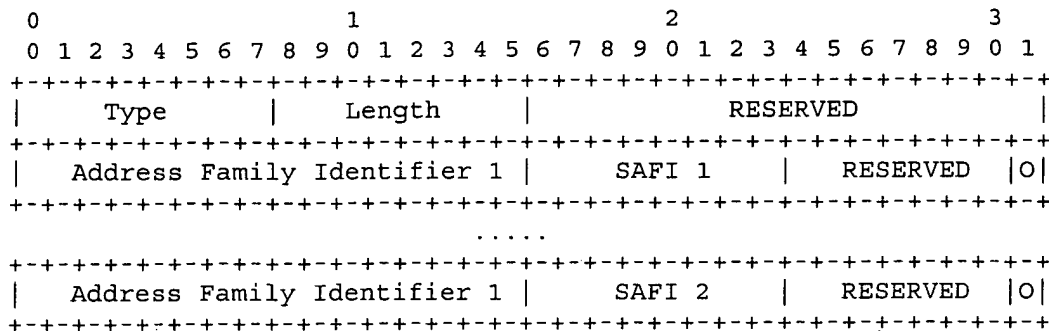 0                   1                   2                   3
 0 1 2 3 4 5 6 7 8 9 0 1 2 3 4 5 6 7 8 9 0 1 2 3 4 5 6 7 8 9 0 1
+-+-+-+-+-+-+-+-+-+-+-+-+-+-+-+-+-+-+-+-+-+-+-+-+-+-+-+-+-+-+-+-+
|     Type      |    Length     |           RESERVED            |
+-+-+-+-+-+-+-+-+-+-+-+-+-+-+-+-+-+-+-+-+-+-+-+-+-+-+-+-+-+-+-+-+
|   Address Family Identifier 1 |     SAFI 1    |   RESERVED  |O|
+-+-+-+-+-+-+-+-+-+-+-+-+-+-+-+-+-+-+-+-+-+-+-+-+-+-+-+-+-+-+-+-+
.....
+-+-+-+-+-+-+-+-+-+-+-+-+-+-+-+-+-+-+-+-+-+-+-+-+-+-+-+-+-+-+-+-+
|   Address Family Identifier 1 |     SAFI 2    |   RESERVED  |O|
+-+-+-+-+-+-+-+-+-+-+-+-+-+-+-+-+-+-+-+-+-+-+-+-+-+-+-+-+-+-+-+-+